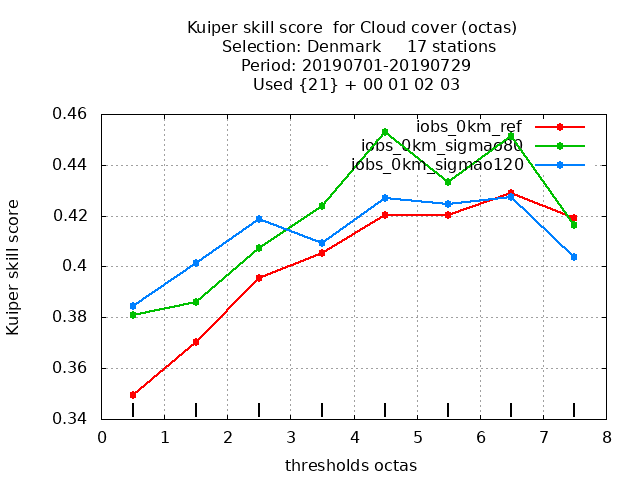 Kuiper skill score  for Cloud cover (octas)
Selection: Denmark     17 stations
Period: 20190701-20190729
Used {21} + 00 01 02 03
iobs_0km_ref
iobs_0km_sigmao80
iobs_0km_sigmao120
Kuiper skill score
0.46
0.44
0.42
0.4
0.38
0.36
0.34
0 1 2 3 4 5 6 7 8
thresholds octas